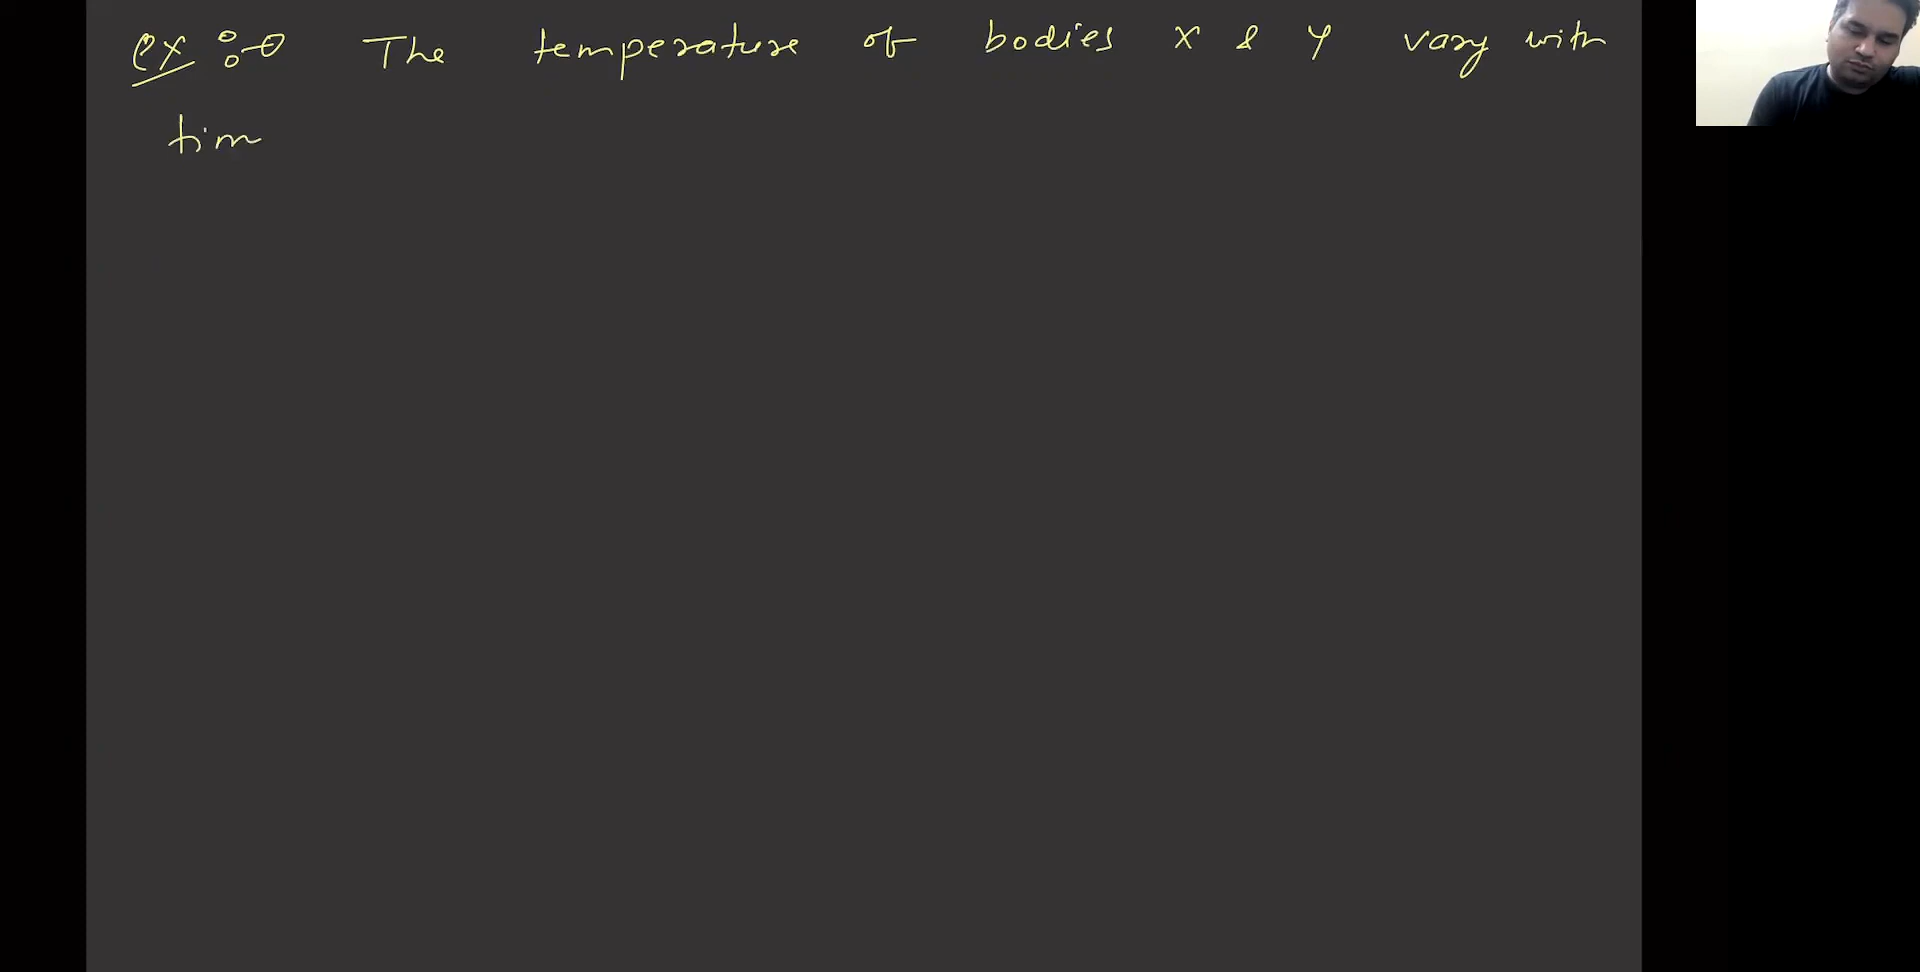 ex :- The temperature of bodies X & Y vary with
tim